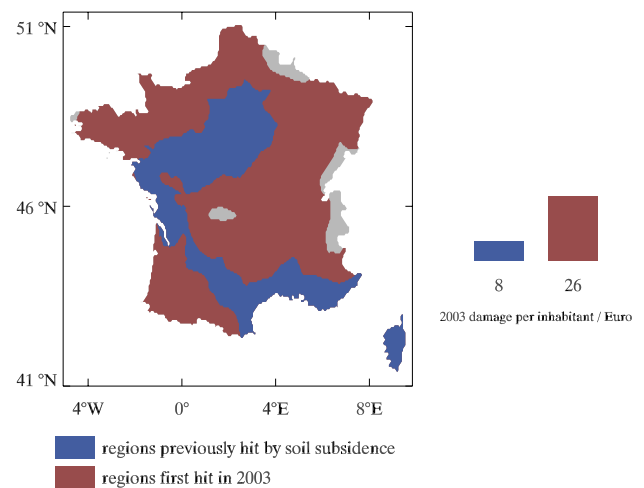 51 °N
46 °N
41 °N
4°W 0° 4°E 8°E
8 26
2003 damage per inhabitant / Euro
regions previously hit by soil subsidence
regions first hit in 2003